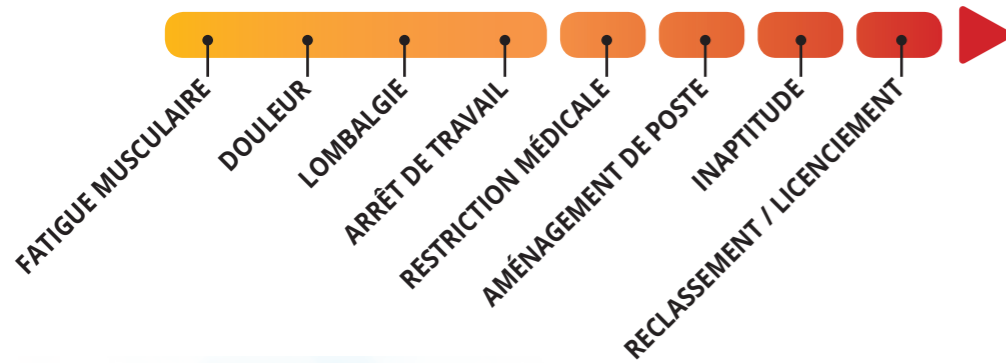 FATIGUE MUSCULAIRE
DOULEUR
LOMBALGIE
ARRÊT DE TRAVAIL
RESTRICTION MÉDICALE
AMÉNAGEMENT DE POSTE
INAPTITUDE
RECLASSEMENT / LICENCIEMENT